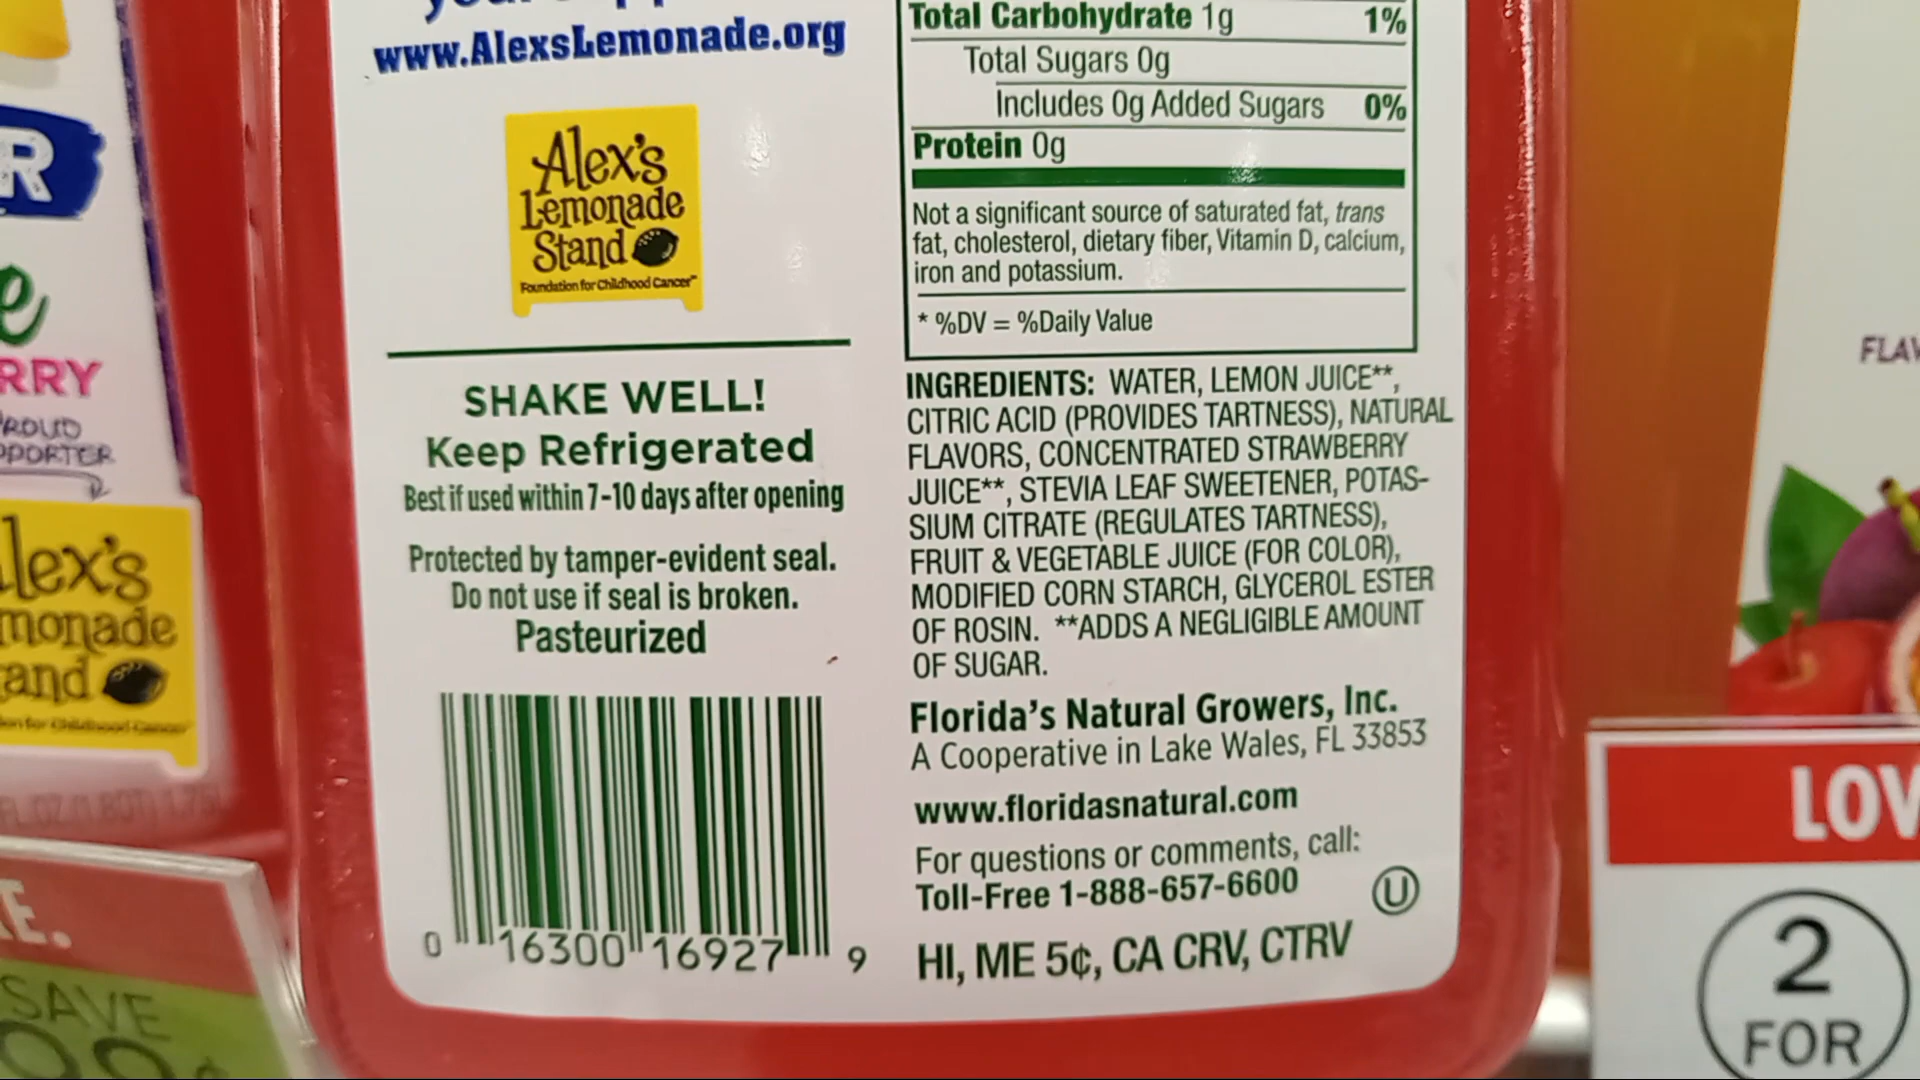 www.AlexsLemonade.org
Alex's
Lemonade
Stand
Foundation for Childhood Cancer™
SHAKE WELL!
Keep Refrigerated
Best if used within 7-10 days after opening
Protected by tamper-evident seal.
Do not use if seal is broken.
Pasteurized
0 16300 16927 9
Total Carbohydrate 1g 1%
Total Sugars 0g
Includes 0g Added Sugars 0%
Protein 0g
Not a significant source of saturated fat, trans
fat, cholesterol, dietary fiber, Vitamin D, calcium,
iron and potassium.
* %DV = %Daily Value
INGREDIENTS: WATER, LEMON JUICE**,
CITRIC ACID (PROVIDES TARTNESS), NATURAL
FLAVORS, CONCENTRATED STRAWBERRY
JUICE**, STEVIA LEAF SWEETENER, POTAS-
SIUM CITRATE (REGULATES TARTNESS),
FRUIT & VEGETABLE JUICE (FOR COLOR),
MODIFIED CORN STARCH, GLYCEROL ESTER
OF ROSIN. **ADDS A NEGLIGIBLE AMOUNT
OF SUGAR.
Florida's Natural Growers, Inc.
A Cooperative in Lake Wales, FL 33853
www.floridasnatural.com
For questions or comments, call:
Toll-Free 1-888-657-6600
U
HI, ME 5¢, CA CRV, CTRV
R
e
RRY
lex's
monade
and
E.
SAVE
FLAV
LOV
2
FOR